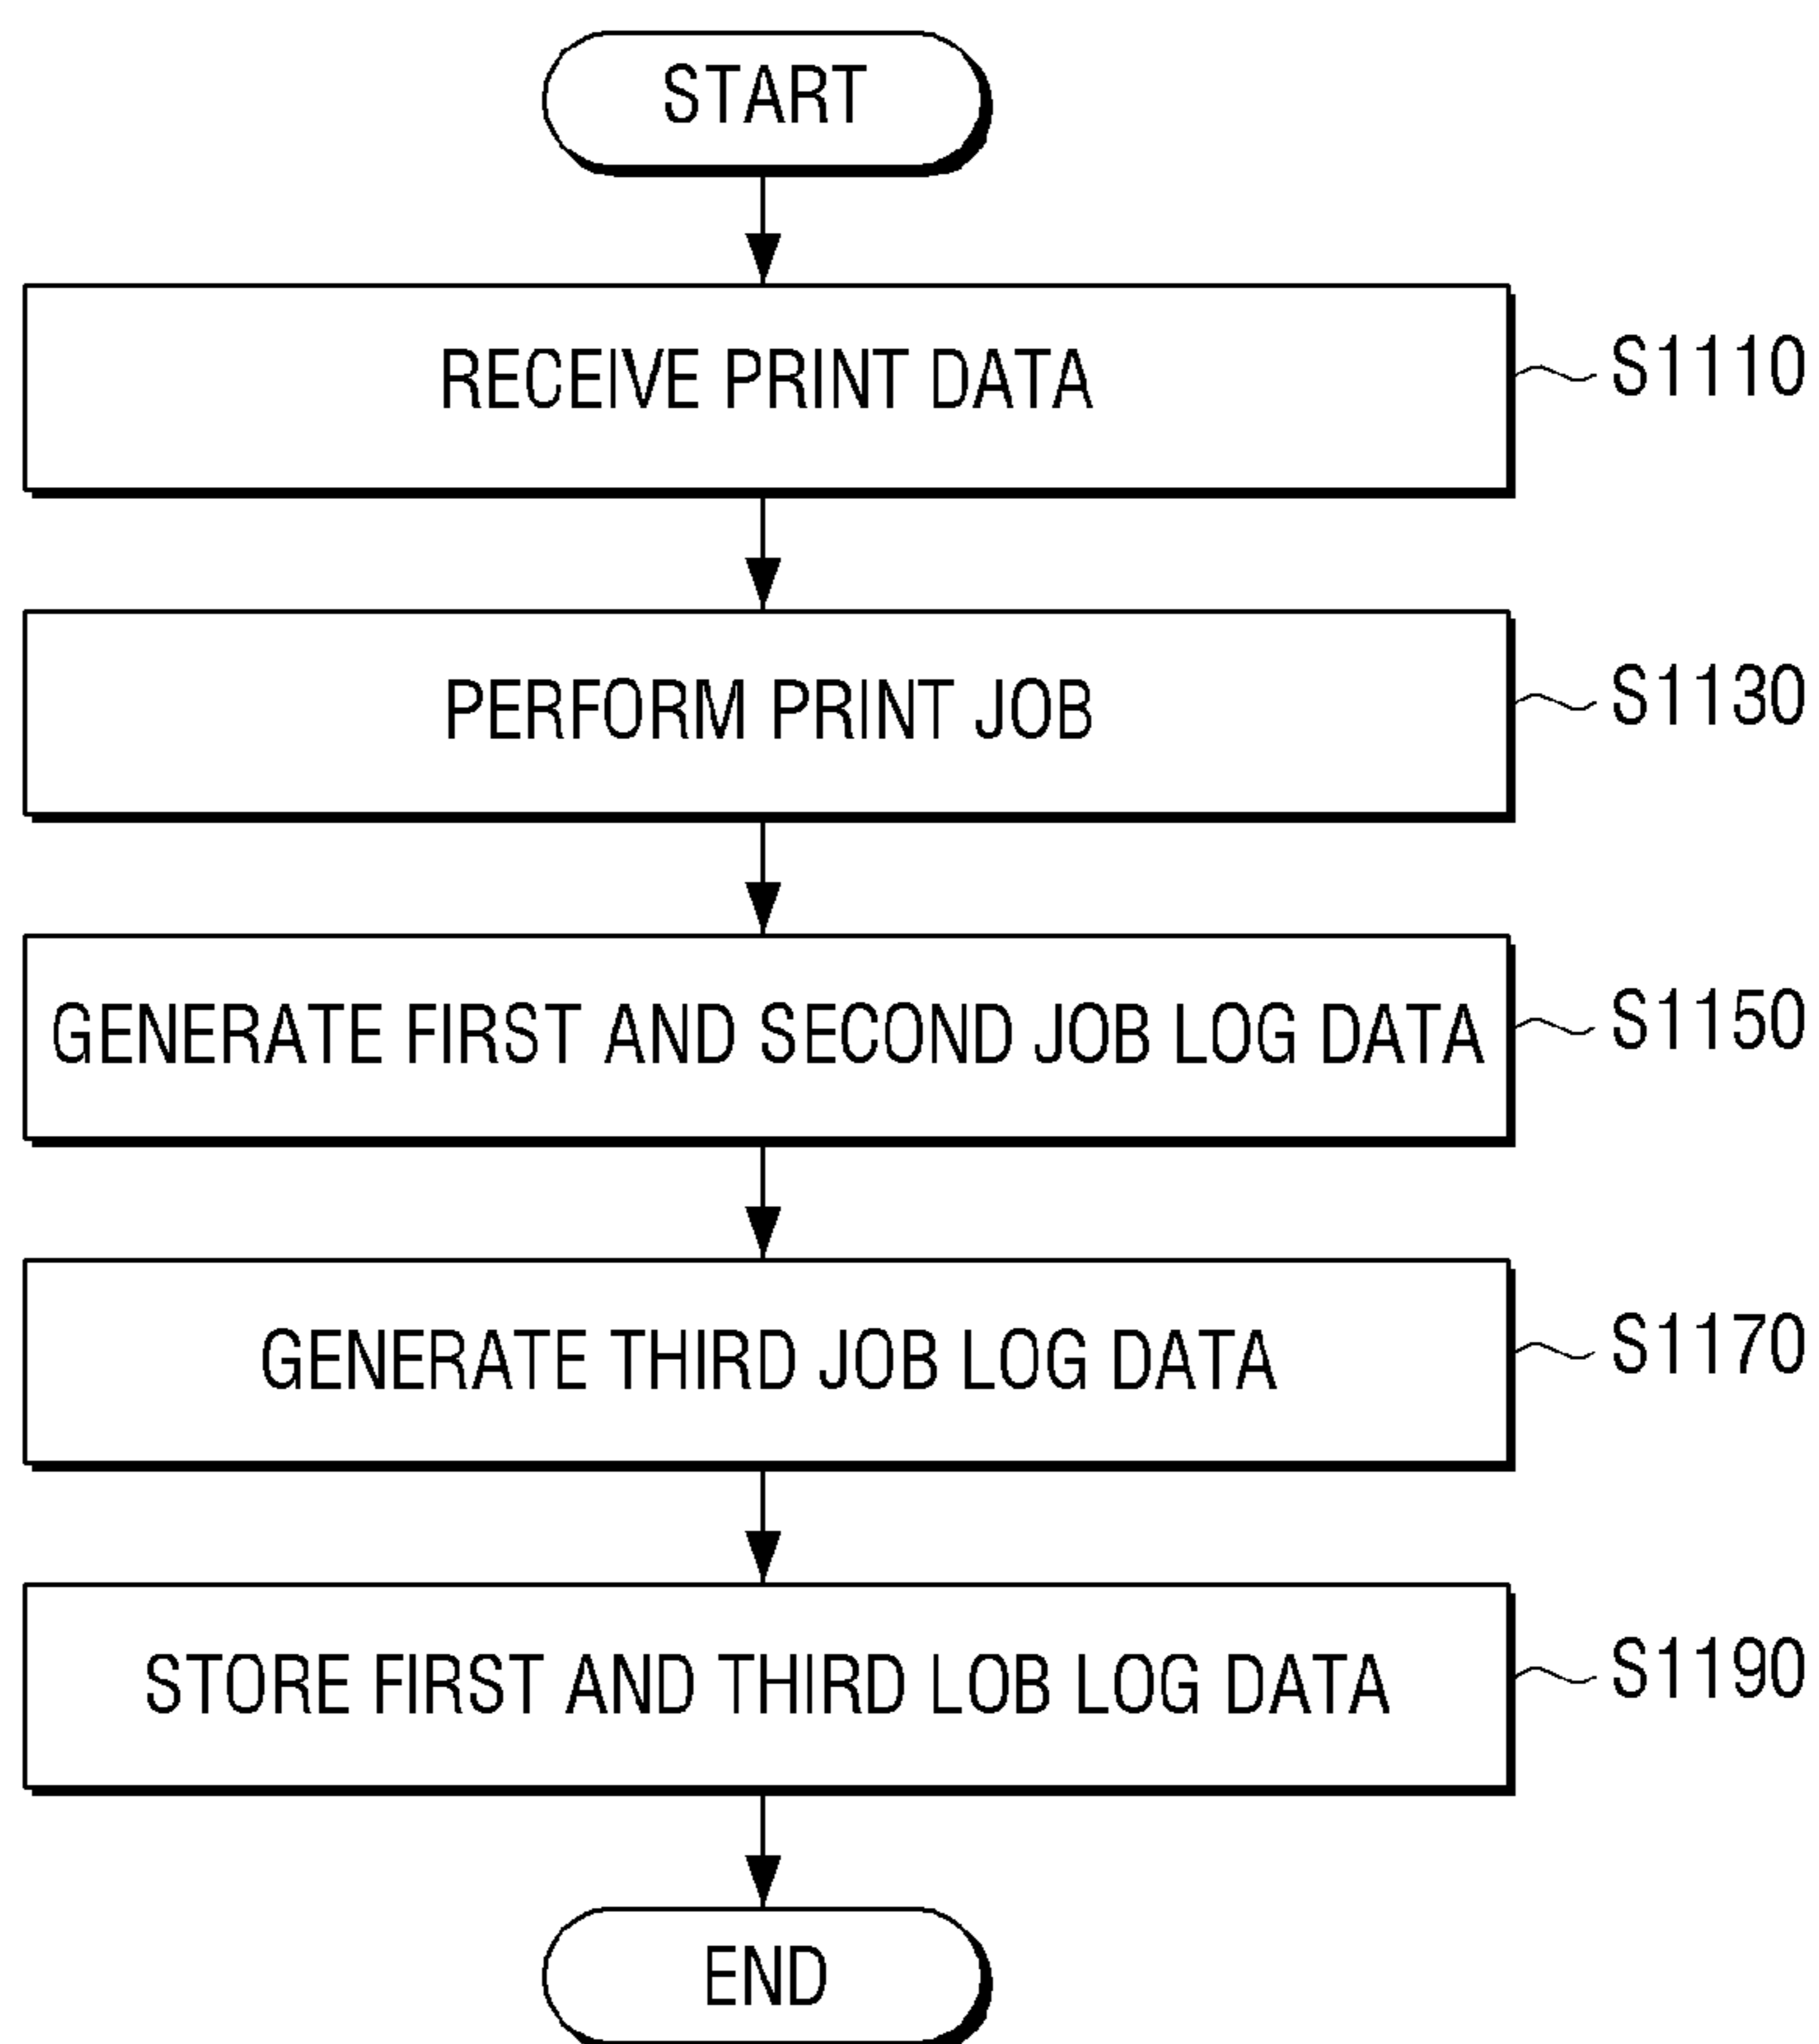 START
RECEIVE PRINT DATA
S1110
PERFORM PRINT JOB
S1130
GENERATE FIRST AND SECOND JOB LOG DATA
S1150
GENERATE THIRD JOB LOG DATA
S1170
STORE FIRST AND THIRD LOB LOG DATA
S1190
END